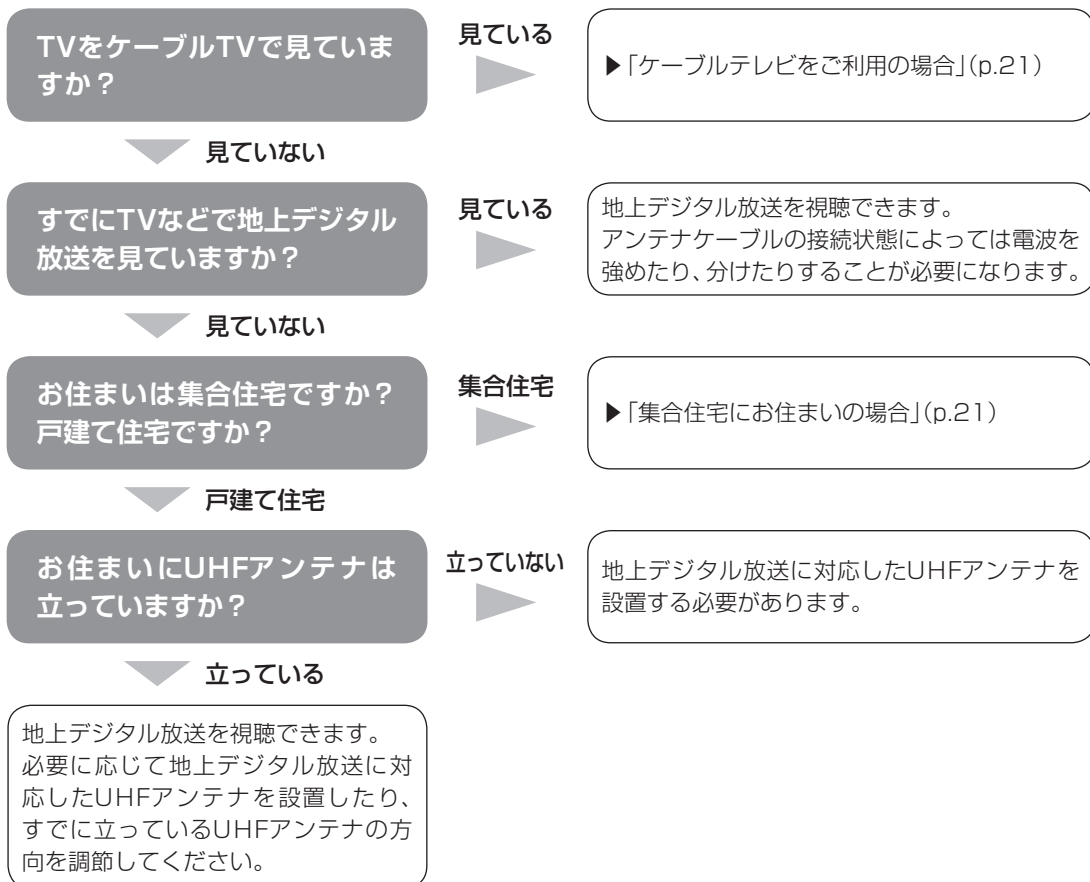 TVをケーブルTVで見ていま
すか？
見ている
▶「ケーブルテレビをご利用の場合」(p.21)
見ていない
すでにTVなどで地上デジタル
放送を見ていますか？
見ている
地上デジタル放送を視聴できます。
アンテナケーブルの接続状態によっては電波を
強めたり、分けたりすることが必要になります。
見ていない
お住まいは集合住宅ですか？
戸建て住宅ですか？
集合住宅
▶「集合住宅にお住まいの場合」(p.21)
戸建て住宅
お住まいにUHFアンテナは
立っていますか？
立っていない
地上デジタル放送に対応したUHFアンテナを
設置する必要があります。
立っている
地上デジタル放送を視聴できます。
必要に応じて地上デジタル放送に対
応したUHFアンテナを設置したり、
すでに立っているUHFアンテナの方
向を調節してください。